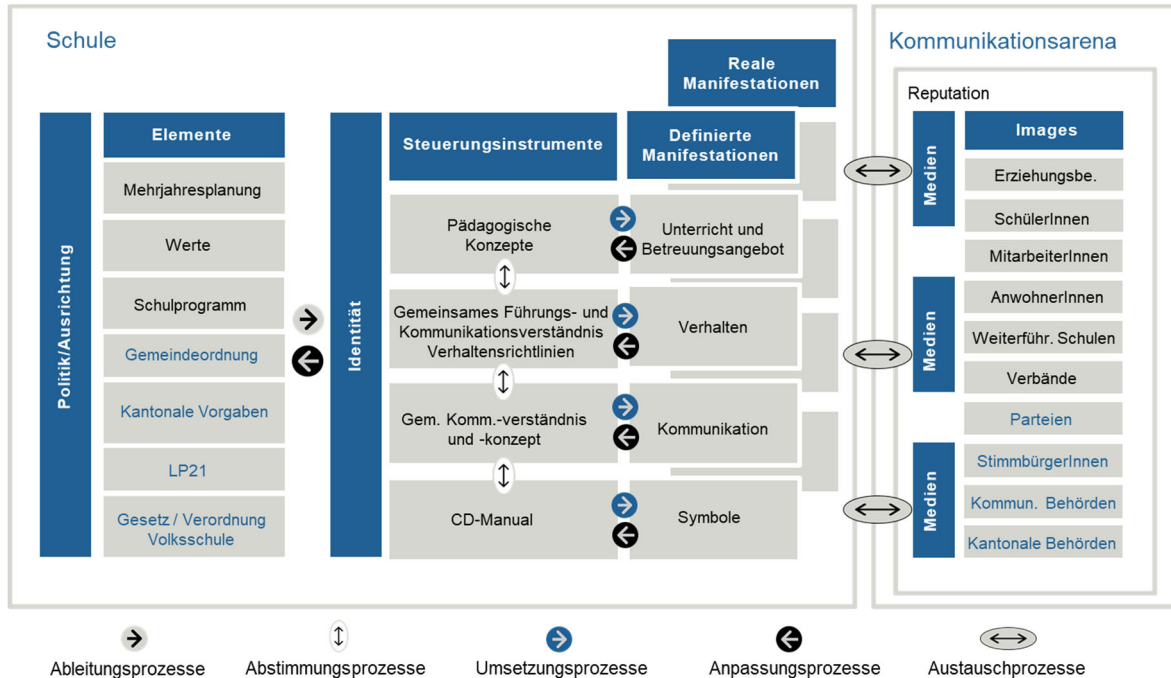 Schule
Kommunikationsarena
Reale
Manifestationen
Reputation
Politik/Ausrichtung
Elemente
Mehrjahresplanung
Werte
Schulprogramm
Gemeindeordnung
Kantonale Vorgaben
LP21
Gesetz / Verordnung
Volksschule
Identität
Steuerungsinstrumente
Pädagogische
Konzepte
Gemeinsames Führungs- und
Kommunikationsverständnis
Verhaltensrichtlinien
Gem. Komm.-verständnis
und -konzept
CD-Manual
Definierte
Manifestationen
Unterricht und
Betreuungsangebot
Verhalten
Kommunikation
Symbole
Medien
Medien
Medien
Images
Erziehungsbe.
SchülerInnen
MitarbeiterInnen
AnwohnerInnen
Weiterführ. Schulen
Verbände
Parteien
StimmbürgerInnen
Kommun. Behörden
Kantonale Behörden
Ableitungsprozesse
Abstimmungsprozesse
Umsetzungsprozesse
Anpassungsprozesse
Austauschprozesse